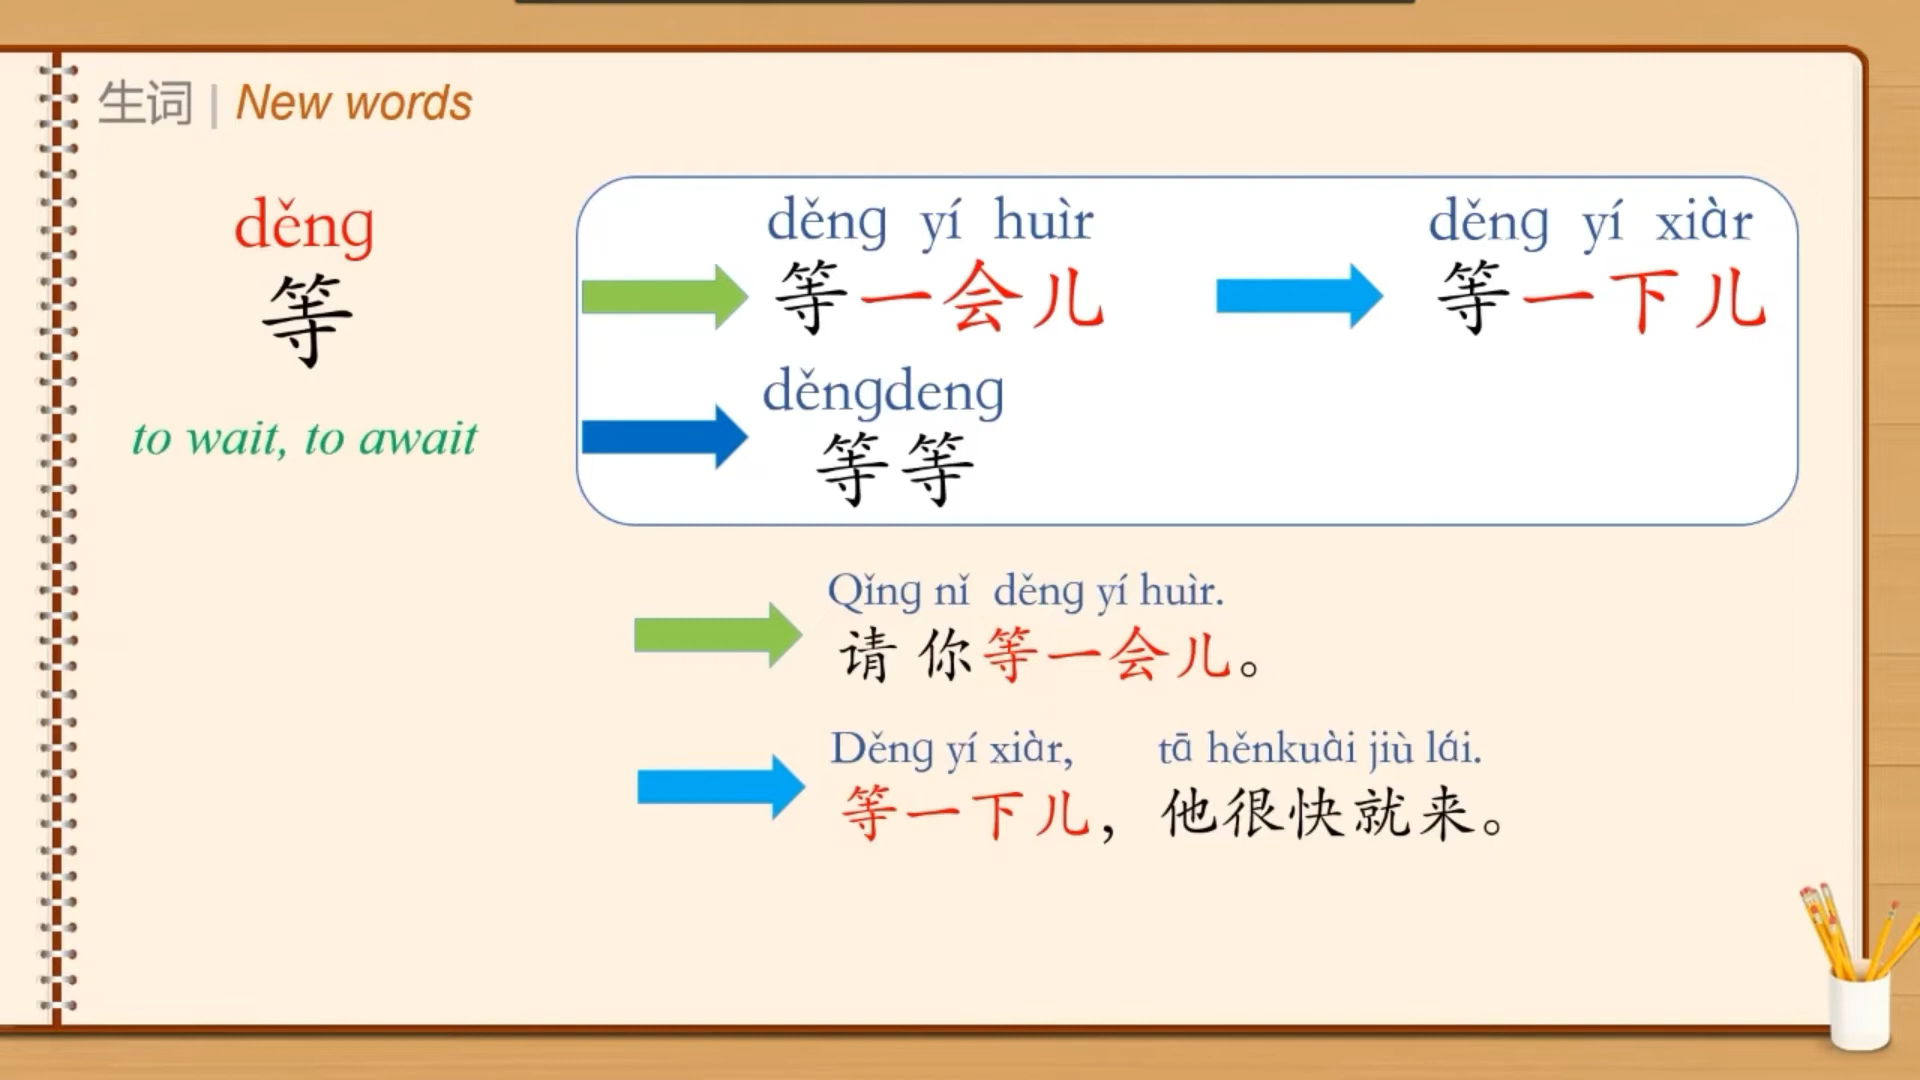 生词 | New words
děng
等
to wait, to await
děng yí huìr
等一会儿
děng yí xiàr
等一下儿
děngdeng
等等
Qǐng nǐ děng yí huìr.
请你等一会儿。
Děng yí xiàr, tā hěnkuài jiù lái.
等一下儿，他很快就来。